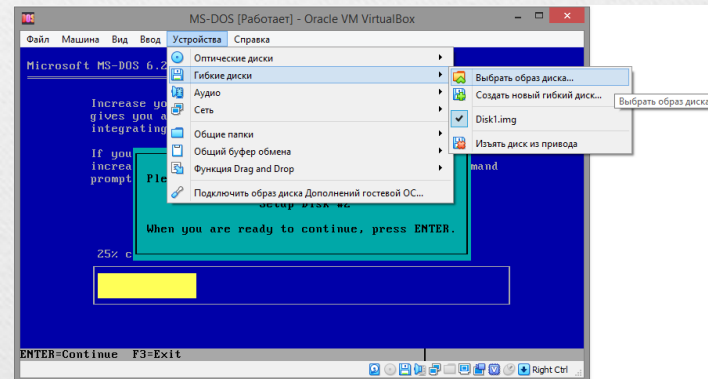 MS-DOS [Работает] - Oracle VM VirtualBox
Файл Машина Вид Ввод Устройства Справка
Microsoft MS-DOS 6.2
Оптические диски
Гибкие диски
Аудио
Сеть
Общие папки
Общий буфер обмена
Функция Drag and Drop
Подключить образ диска Дополнений гостевой ОС...
Выбрать образ диска...
Создать новый гибкий диск...
Disk1.img
Изъять диск из привода
Выбрать образ диска
Increase yo
gives you a
integrating
If you
increa mand
prompt
Ple
Setup Disk #2
When you are ready to continue, press ENTER.
25% c
ENTER=Continue F3=Exit
Right Ctrl